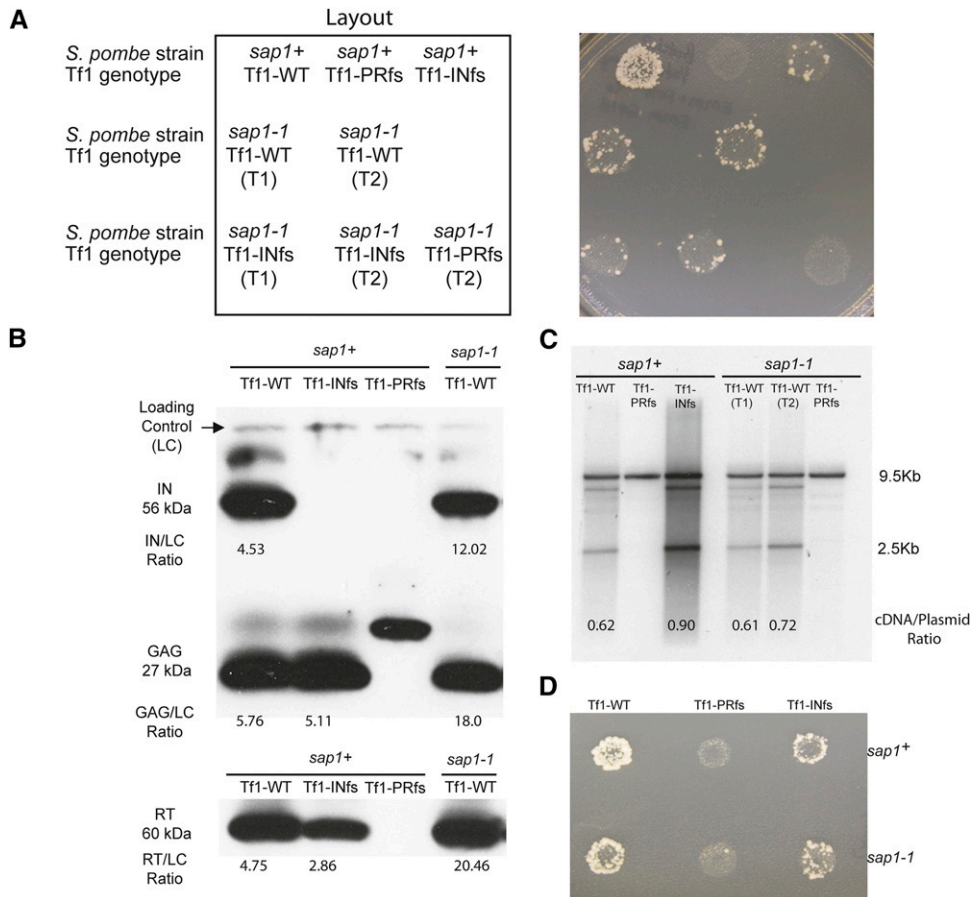 A
Layout
S. pombe strain sap1+ sap1+ sap1+
Tf1 genotype Tf1-WT Tf1-PRfs Tf1-INfs
S. pombe strain sap1-1 sap1-1
Tf1 genotype Tf1-WT Tf1-WT
(T1) (T2)
S. pombe strain sap1-1 sap1-1 sap1-1
Tf1 genotype Tf1-INfs Tf1-INfs Tf1-PRfs
(T1) (T2) (T2)
B
sap1+ sap1-1
Tf1-WT Tf1-INfs Tf1-PRfs Tf1-WT
Loading
Control
(LC)
IN
56 kDa
IN/LC
Ratio
4.53 12.02
GAG
27 kDa
GAG/LC
Ratio
5.76 5.11 18.0
sap1+ sap1-1
Tf1-WT Tf1-INfs Tf1-PRfs Tf1-WT
RT
60 kDa
RT/LC
Ratio
4.75 2.86 20.46
C
sap1+ sap1-1
Tf1-WT Tf1-PRfs Tf1-INfs Tf1-WT (T1) Tf1-WT (T2) Tf1-PRfs
9.5Kb
2.5Kb
0.62 0.90 0.61 0.72
cDNA/Plasmid
Ratio
D
Tf1-WT Tf1-PRfs Tf1-INfs
sap1+
sap1-1